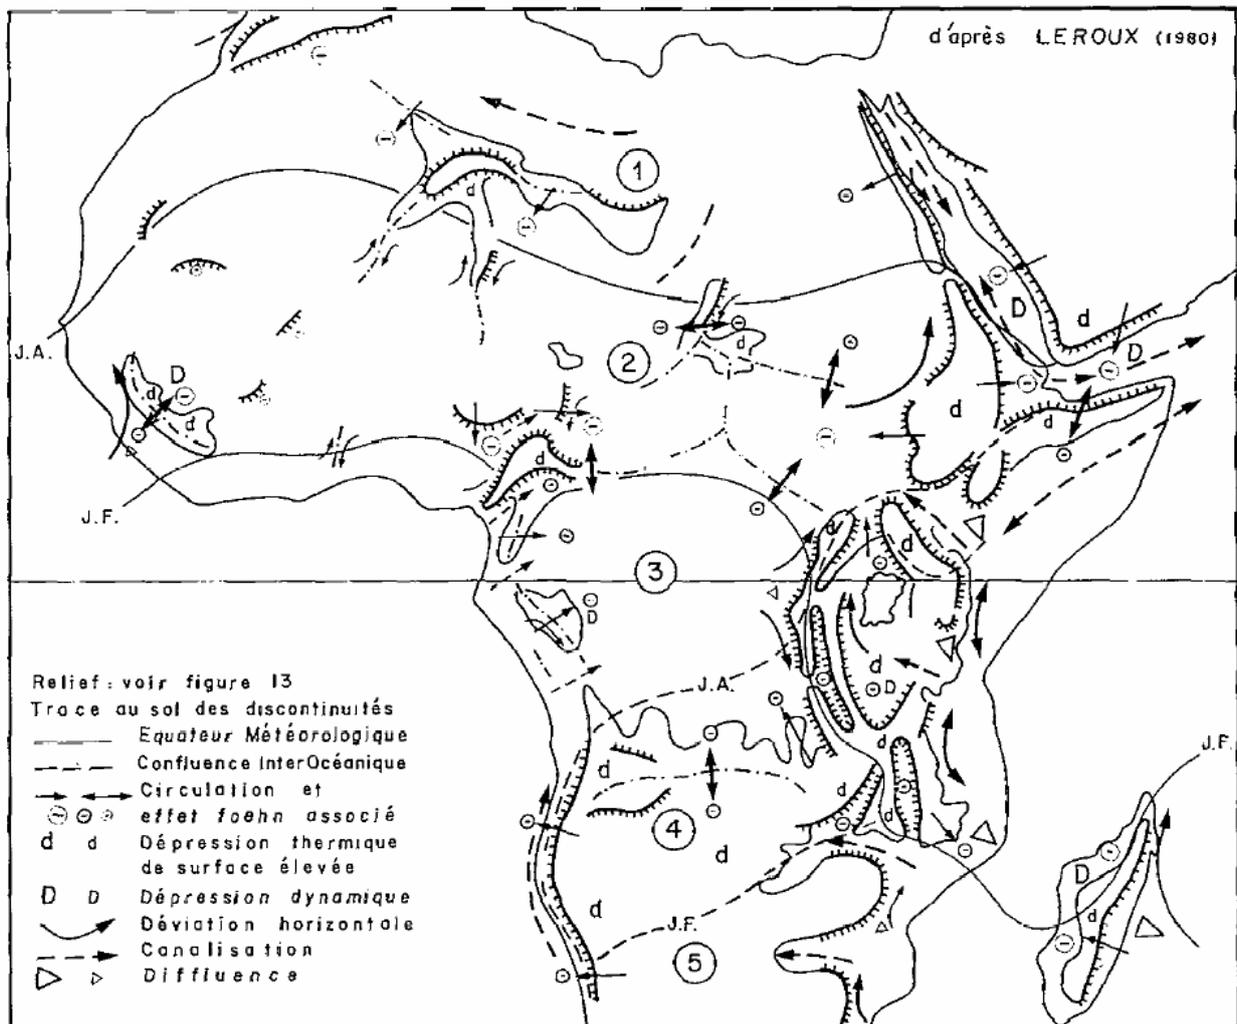 d'après LEROUX (1980)
1
J.A.
2
J.F.
3
J.A.
J.F.
4
J.F.
5
Relief : voir figure 13
Trace au sol des discontinuités
Equateur Météorologique
Confluence InterOcéanique
Circulation et
effet foehn associé
d d Dépression thermique
de surface élevée
D D Dépression dynamique
Déviation horizontale
Canalisation
Diffluence
d
d
D
d
D
d
d
d
D
d
D
d
d
d
d
D
d
D
d
d
d
d
d
d
D
d